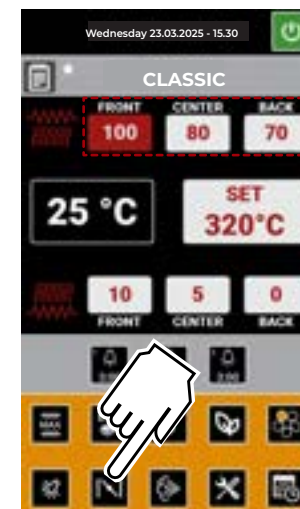 Wednesday 23.03.2025 - 15.30
CLASSIC
FRONT CENTER BACK
100 80 70
25 °C
SET
320°C
10 5 0
FRONT CENTER BACK
MAX